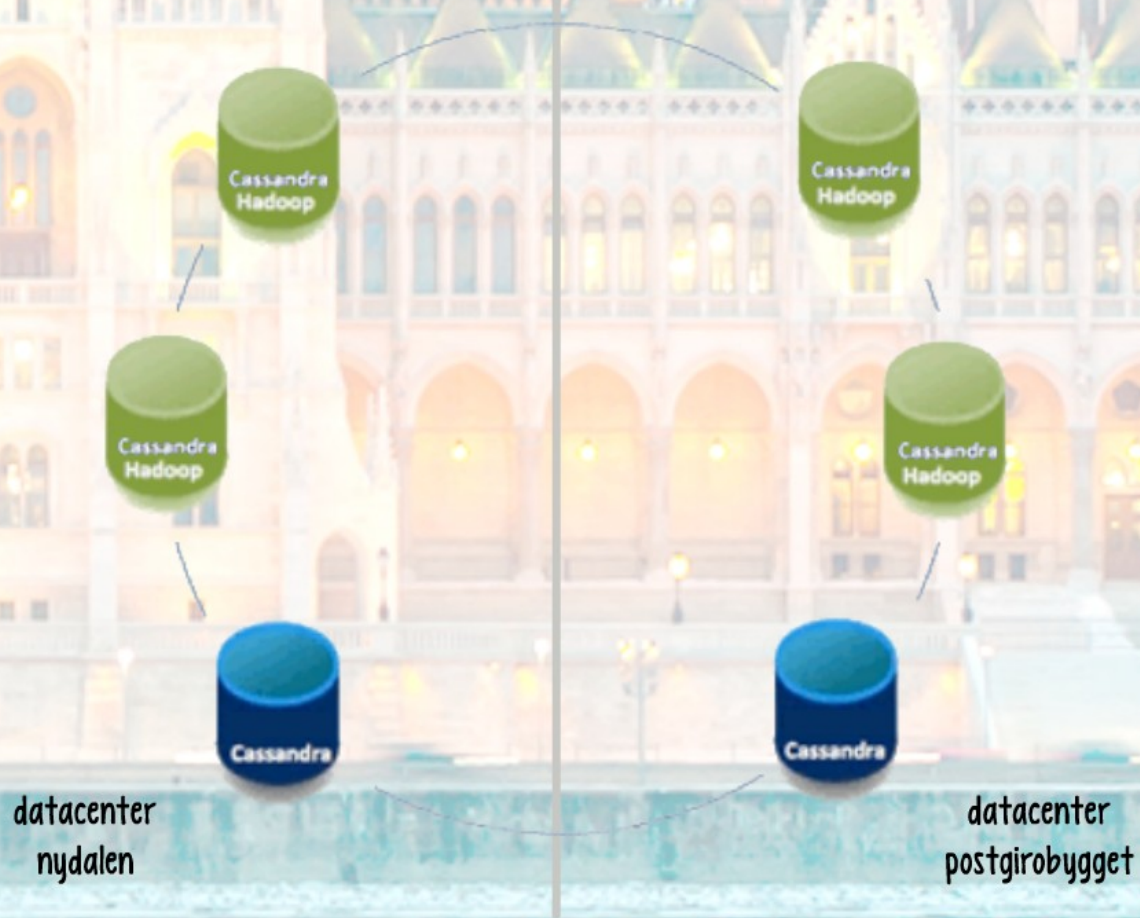 Cassandra
Hadoop
Cassandra
Hadoop
Cassandra
Hadoop
Cassandra
Hadoop
Cassandra
Cassandra
datacenter
nydalen
datacenter
postgirobygget